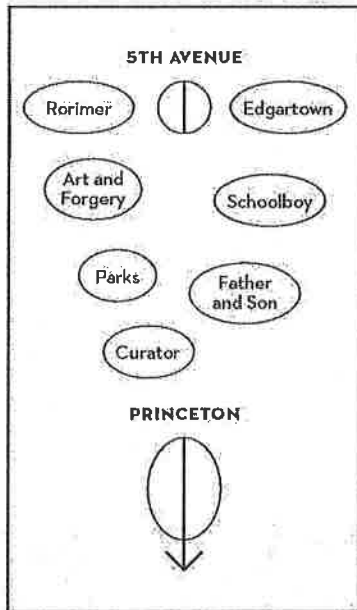 5TH AVENUE
Rorimer
Edgartown
Art and
Forgery
Schoolboy
Parks
Father
and Son
Curator
PRINCETON